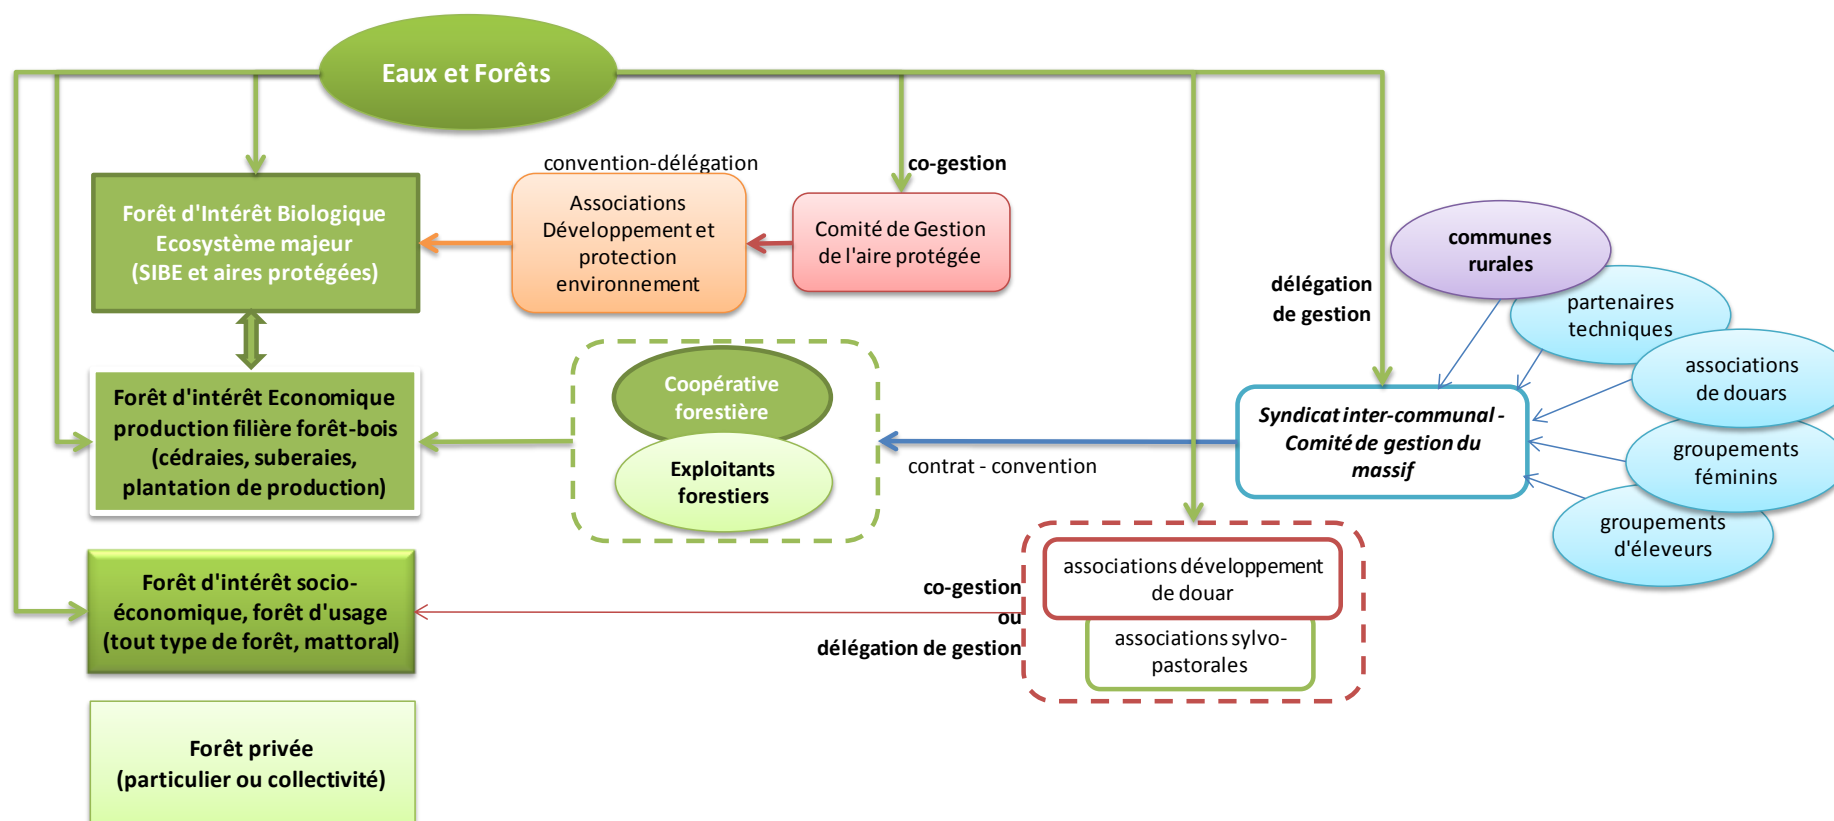 Eaux et Forêts
convention-délégation
co-gestion
Forêt d'Intérêt Biologique
Ecosystème majeur
(SIBE et aires protégées)
Associations
Développement et
protection
environnement
Comité de Gestion
de l'aire protégée
communes
rurales
délégation
de gestion
partenaires
techniques
associations
de douars
groupements
féminins
groupements
d'éleveurs
Forêt d'intérêt Economique
production filière forêt-bois
(cédraies, suberaies,
plantation de production)
Coopérative
forestière
Exploitants
forestiers
contrat - convention
Syndicat inter-communal -
Comité de gestion du
massif
Forêt d'intérêt socio-
économique, forêt d'usage
(tout type de forêt, mattoral)
co-gestion
ou
délégation de gestion
associations développement
de douar
associations sylvo-
pastorales
Forêt privée
(particulier ou collectivité)